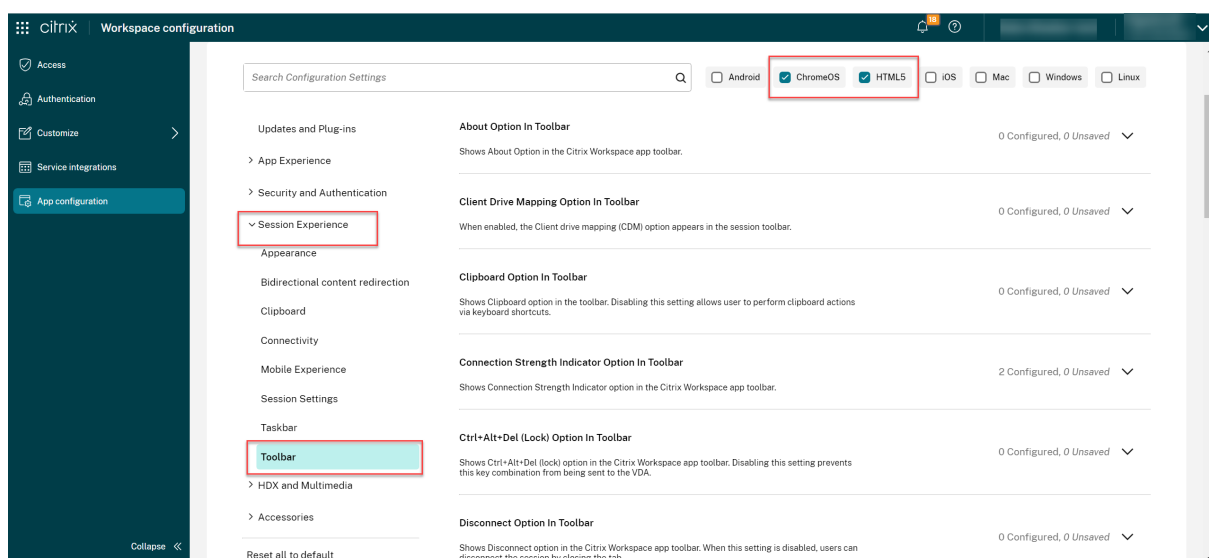 citrix Workspace configuration
18
Access
Authentication
Customize
Service integrations
App configuration
Collapse
Search Configuration Settings
Android
ChromeOS
HTML5
iOS
Mac
Windows
Linux
Updates and Plug-ins
App Experience
Security and Authentication
Session Experience
Appearance
Bidirectional content redirection
Clipboard
Connectivity
Mobile Experience
Session Settings
Taskbar
Toolbar
HDX and Multimedia
Accessories
Reset all to default
About Option In Toolbar
Shows About Option in the Citrix Workspace app toolbar.
0 Configured, 0 Unsaved
Client Drive Mapping Option In Toolbar
When enabled, the Client drive mapping (CDM) option appears in the session toolbar.
0 Configured, 0 Unsaved
Clipboard Option In Toolbar
Shows Clipboard option in the toolbar. Disabling this setting allows user to perform clipboard actions
via keyboard shortcuts.
0 Configured, 0 Unsaved
Connection Strength Indicator Option In Toolbar
Shows Connection Strength Indicator option in the Citrix Workspace app toolbar.
2 Configured, 0 Unsaved
Ctrl+Alt+Del (Lock) Option In Toolbar
Shows Ctrl+Alt+Del (lock) option in the Citrix Workspace app toolbar. Disabling this setting prevents
this key combination from being sent to the VDA.
0 Configured, 0 Unsaved
Disconnect Option In Toolbar
Shows Disconnect option in the Citrix Workspace app toolbar. When this setting is disabled, users can
disconnect the session by closing the tab.
0 Configured, 0 Unsaved